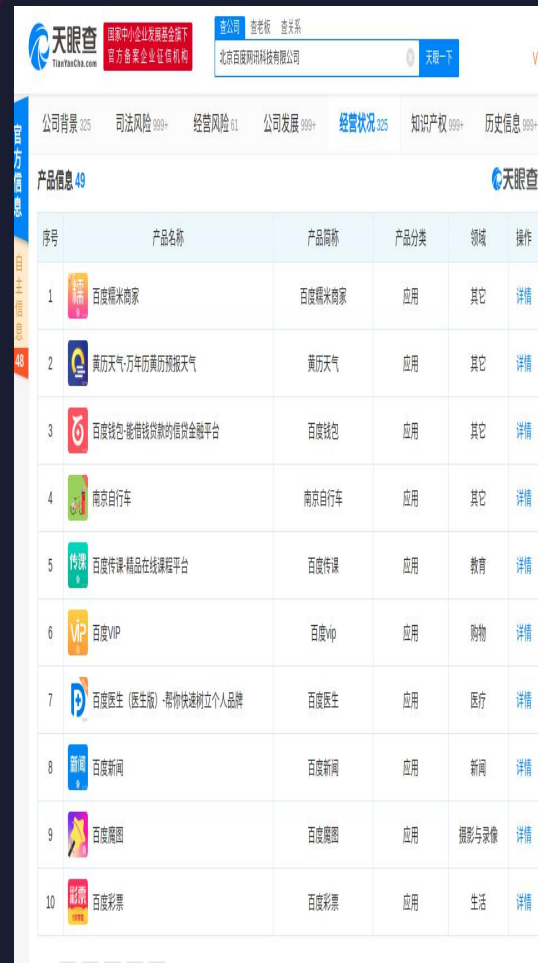 天眼查
TianYanCha.com
国家中小企业发展基金旗下
官方备案企业征信机构
查公司 查老板 查关系
北京百度网讯科技有限公司
天眼一下
V
官方信息
自主信息
48
公司背景 325 司法风险 999+ 经营风险 61 公司发展 999+ 经营状况 325 知识产权 999+ 历史信息 999+
产品信息 49
天眼查
序号 产品名称 产品简称 产品分类 领域 操作
1 糯 百度糯米商家 百度糯米商家 应用 其它 详情
2 黄历天气-万年历黄历预报天气 黄历天气 应用 其它 详情
3 百度钱包-能借钱贷款的信贷金融平台 百度钱包 应用 其它 详情
4 南京自行车 南京自行车 应用 其它 详情
5 传课 百度传课-精品在线课程平台 百度传课 应用 教育 详情
6 VIP 百度VIP 百度vip 应用 购物 详情
7 百度医生（医生版）-帮你快速树立个人品牌 百度医生 应用 医疗 详情
8 新闻 百度新闻 百度新闻 应用 新闻 详情
9 百度魔图 百度魔图 应用 摄影与录像 详情
10 彩票 百度彩票 百度彩票 应用 生活 详情